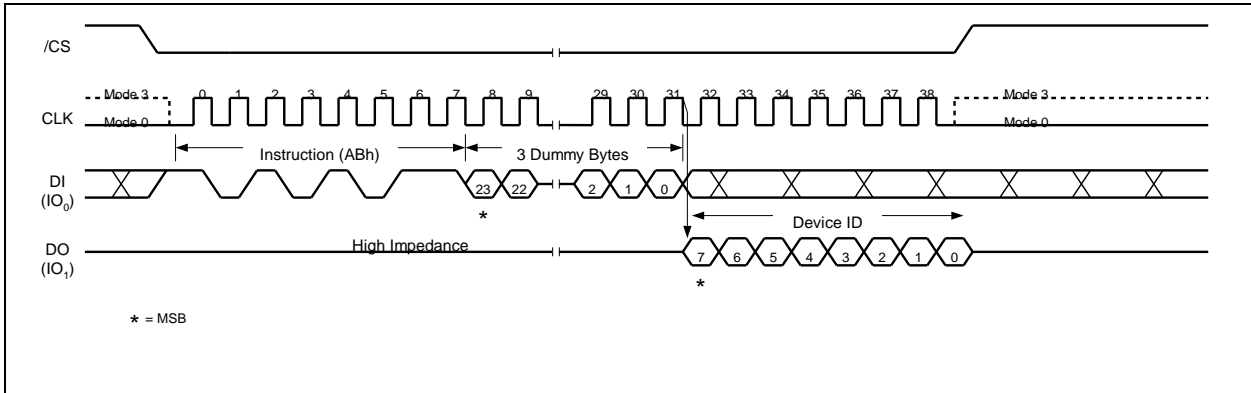 /CS
Mode 3
0 1 2 3 4 5 6 7 8 9 29 30 31 32 33 34 35 36 37 38
Mode 3
CLK
Mode 0
Mode 0
Instruction (ABh)
3 Dummy Bytes
DI
(IO0)
23 22 2 1 0
*
Device ID
DO
(IO1)
High Impedance
7 6 5 4 3 2 1 0
*
* = MSB